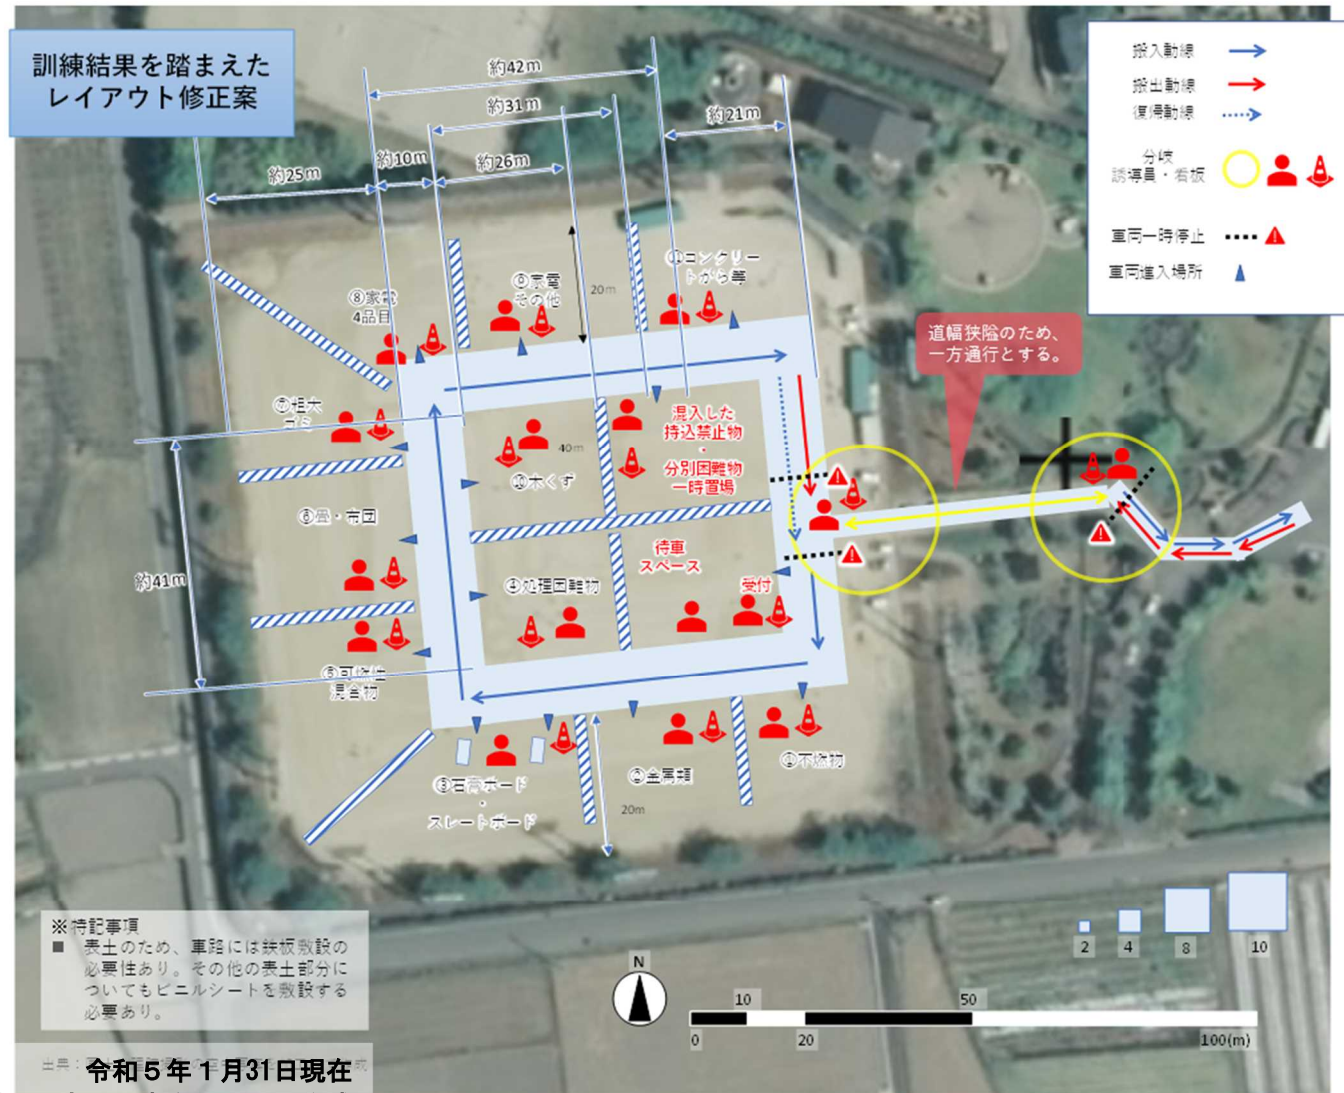 訓練結果を踏まえた
レイアウト修正案
搬入動線
搬出動線
復帰動線
分岐
誘導員・看板
車両一時停止
車両進入場所
約42m
約31m
約21m
約10m
約26m
約25m
⑧家電
4品目
⑨家電
その他
20m
⑪コンクリー
トがら等
道幅狭隘のため、
一方通行とする。
⑦粗大
ゴミ
混入した
持込禁止物
・
分別困難物
一時置場
40m
⑩木くず
⑥畳・布団
待車
スペース
約41m
④処理困難物
受付
⑤可燃性
混合物
③石膏ボード
・
スレートボード
②金属類
①不燃物
20m
※特記事項
■ 表土のため、車路には鉄板敷設の
必要性あり。その他の表土部分に
ついてもビニルシートを敷設する
必要あり。
2
4
8
10
N
10
50
0
20
100(m)
出典：
成
令和５年１月31日現在